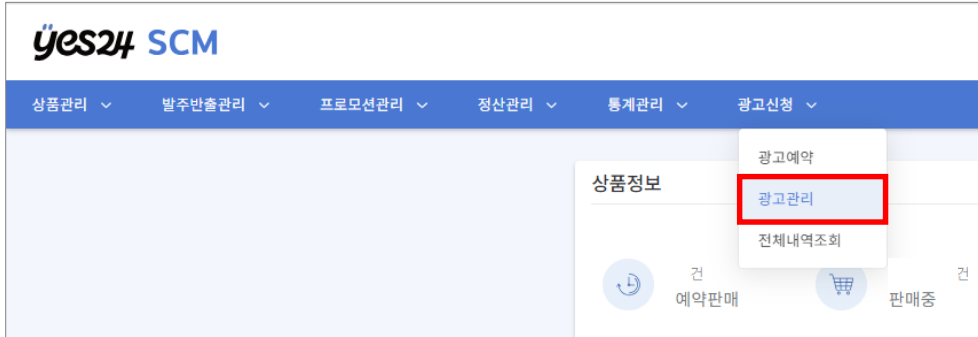 yes24 SCM
상품관리 발주반출관리 프로모션관리 정산관리 통계관리 광고신청
광고예약
상품정보
광고관리
전체내역조회
건 건
예약판매 판매중